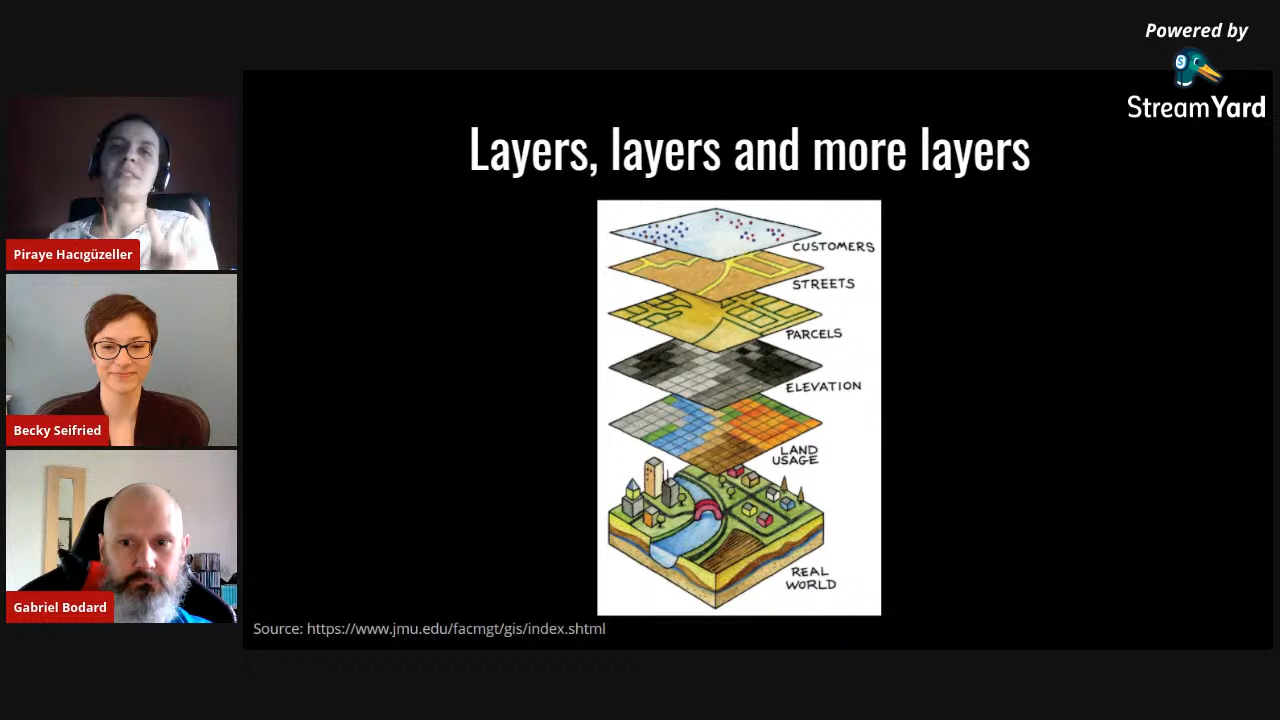 Powered by
StreamYard
Layers, layers and more layers
CUSTOMERS
STREETS
PARCELS
ELEVATION
LAND
USAGE
REAL
WORLD
Source: https://www.jmu.edu/facmgt/gis/index.shtml
Piraye Hacıgüzeller
Becky Seifried
Gabriel Bodard